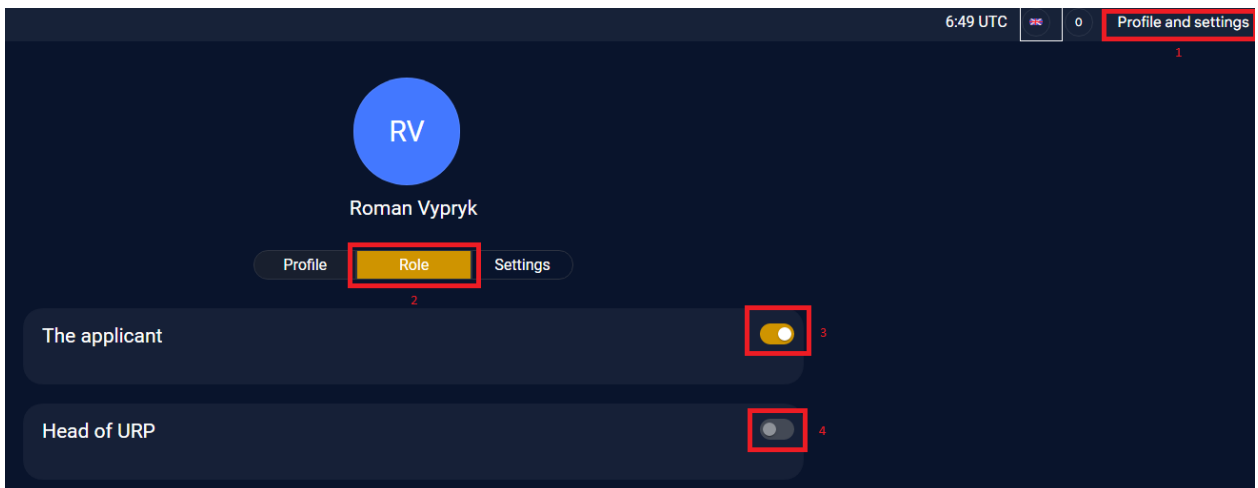 6:49 UTC 0 Profile and settings
1
RV
Roman Vypryk
Profile Role Settings
2
The applicant 3
Head of URP 4